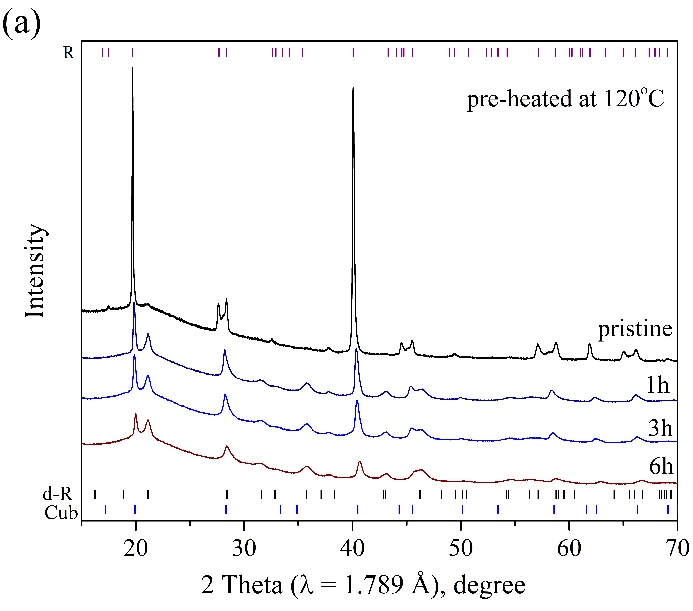 (a)
R
pre-heated at 120°C
Intensity
pristine
1h
3h
6h
d-R
Cub
20 30 40 50 60 70
2 Theta (λ = 1.789 Å), degree